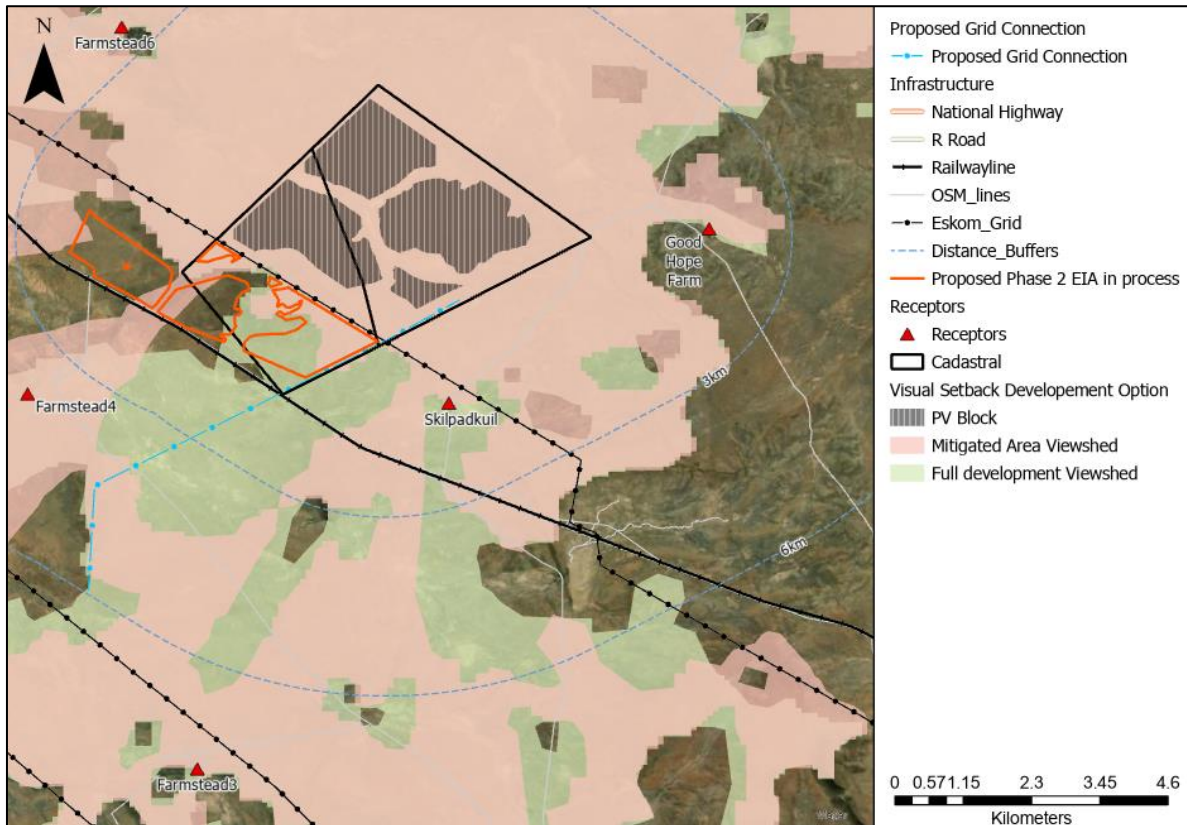 Farmstead6
N
Good
Hope
Farm
Farmstead4
Skilpadkuil
3km
6km
Farmstead3
Proposed Grid Connection
Proposed Grid Connection
Infrastructure
National Highway
R Road
Railwayline
OSM_lines
Eskom_Grid
Distance_Buffers
Proposed Phase 2 EIA in process
Receptors
Receptors
Cadastral
Visual Setback Developement Option
PV Block
Mitigated Area Viewshed
Full development Viewshed
0 0.57 1.15 2.3 3.45 4.6
Kilometers